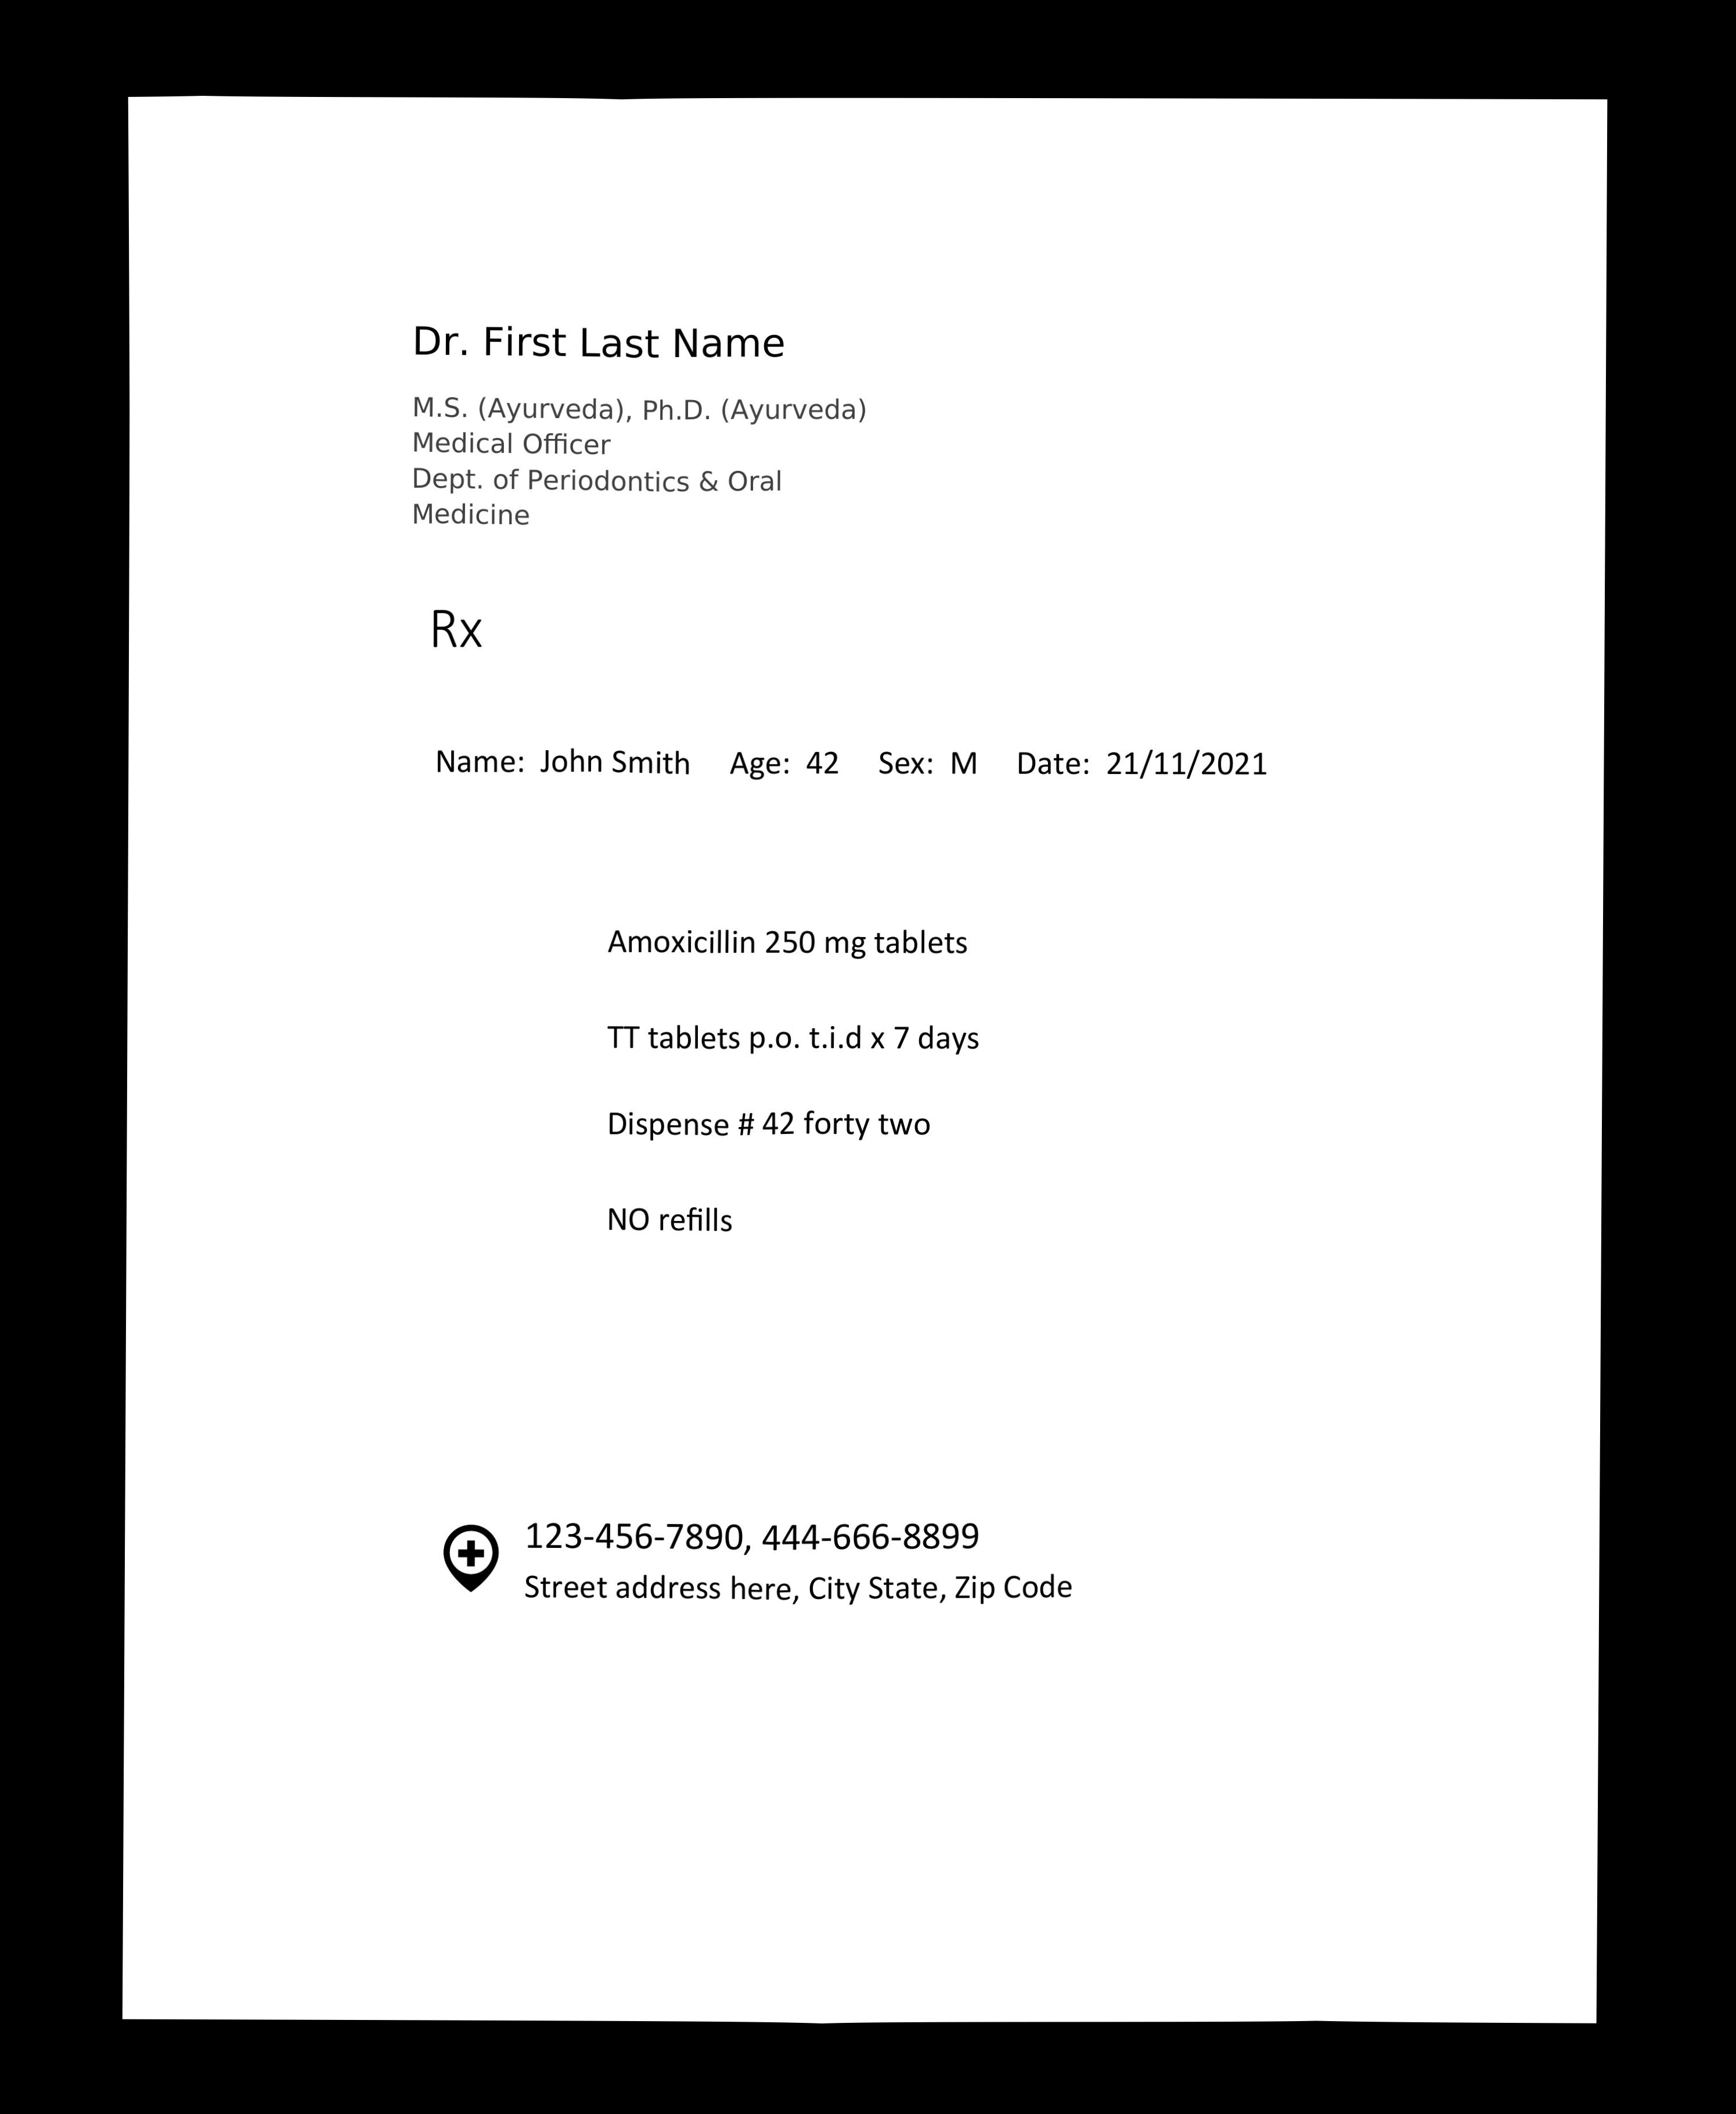 Dr. First Last Name
M.S. (Ayurveda), Ph.D. (Ayurveda)
Medical Officer
Dept. of Periodontics & Oral
Medicine
Rx
Name: John Smith Age: 42 Sex: M Date: 21/11/2021
Amoxicillin 250 mg tablets
TT tablets p.o. t.i.d x 7 days
Dispense # 42 forty two
NO refills
123-456-7890, 444-666-8899
Street address here, City State, Zip Code